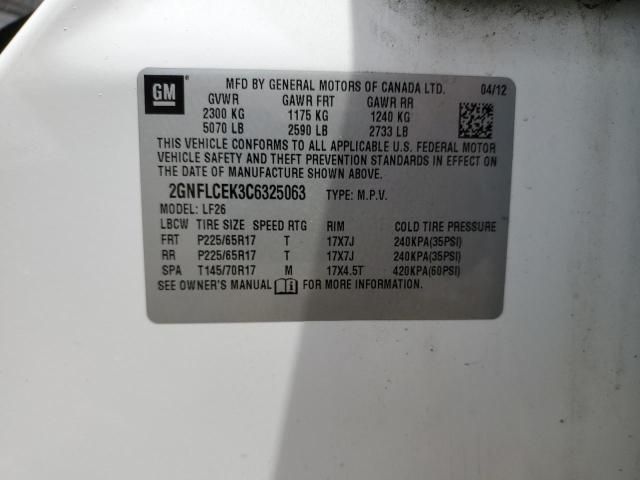 GM
MFD BY GENERAL MOTORS OF CANADA LTD. 04/12
GVWR GAWR FRT GAWR RR
2300 KG 1175 KG 1240 KG
5070 LB 2590 LB 2733 LB
THIS VEHICLE CONFORMS TO ALL APPLICABLE U.S. FEDERAL MOTOR
VEHICLE SAFETY AND THEFT PREVENTION STANDARDS IN EFFECT ON
THE DATE OF MANUFACTURE SHOWN ABOVE.
2GNFLCEK3C6325063 TYPE: M.P.V.
MODEL: LF26
LBCW TIRE SIZE SPEED RTG RIM COLD TIRE PRESSURE
FRT P225/65R17 T 17X7J 240KPA(35PSI)
RR P225/65R17 T 17X7J 240KPA(35PSI)
SPA T145/70R17 M 17X4.5T 420KPA(60PSI)
SEE OWNER'S MANUAL FOR MORE INFORMATION.